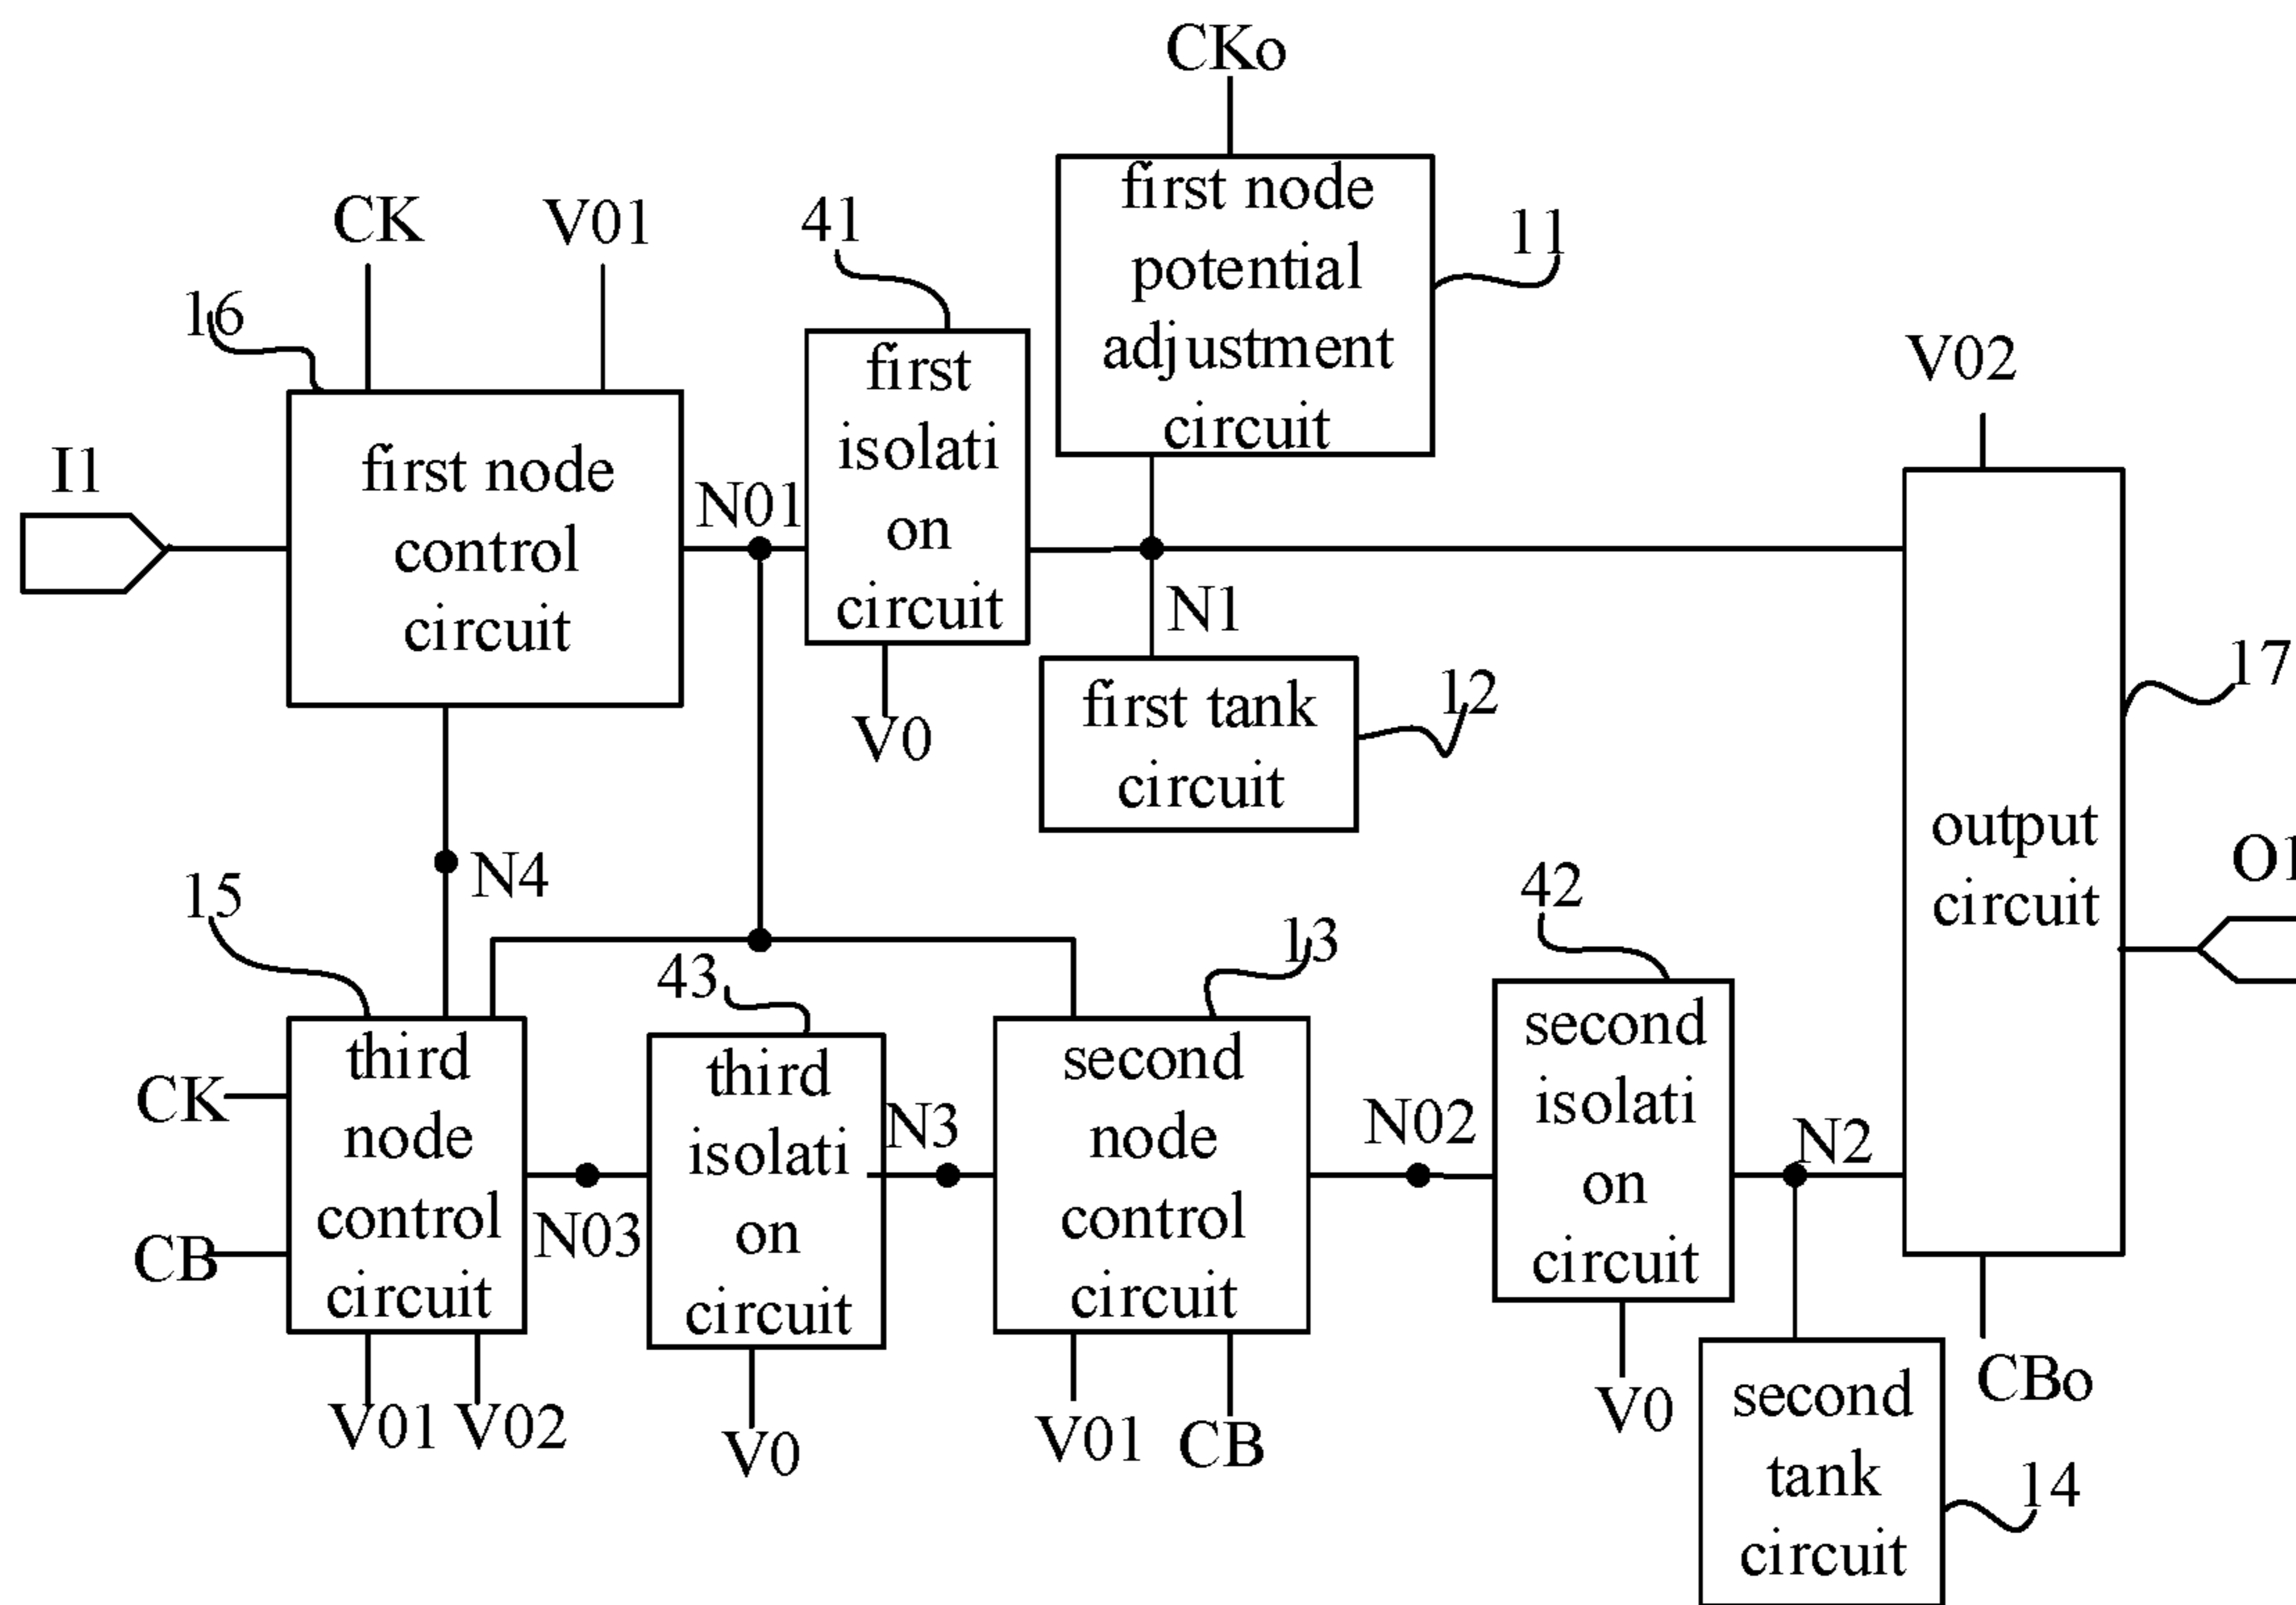 CKo
first node
potential
adjustment
circuit
11
CK
V01
41
16
first
isolati
on
circuit
V02
I1
first node
control
circuit
N01
N1
17
V0
first tank
circuit
12
output
circuit
O1
N4
15
43
13
42
third
node
control
circuit
CK
CB
N03
third
isolati
on
circuit
N3
second
node
control
circuit
N02
second
isolati
on
circuit
N2
V01
V02
V0
V01
CB
V0
CBo
second
tank
circuit
14